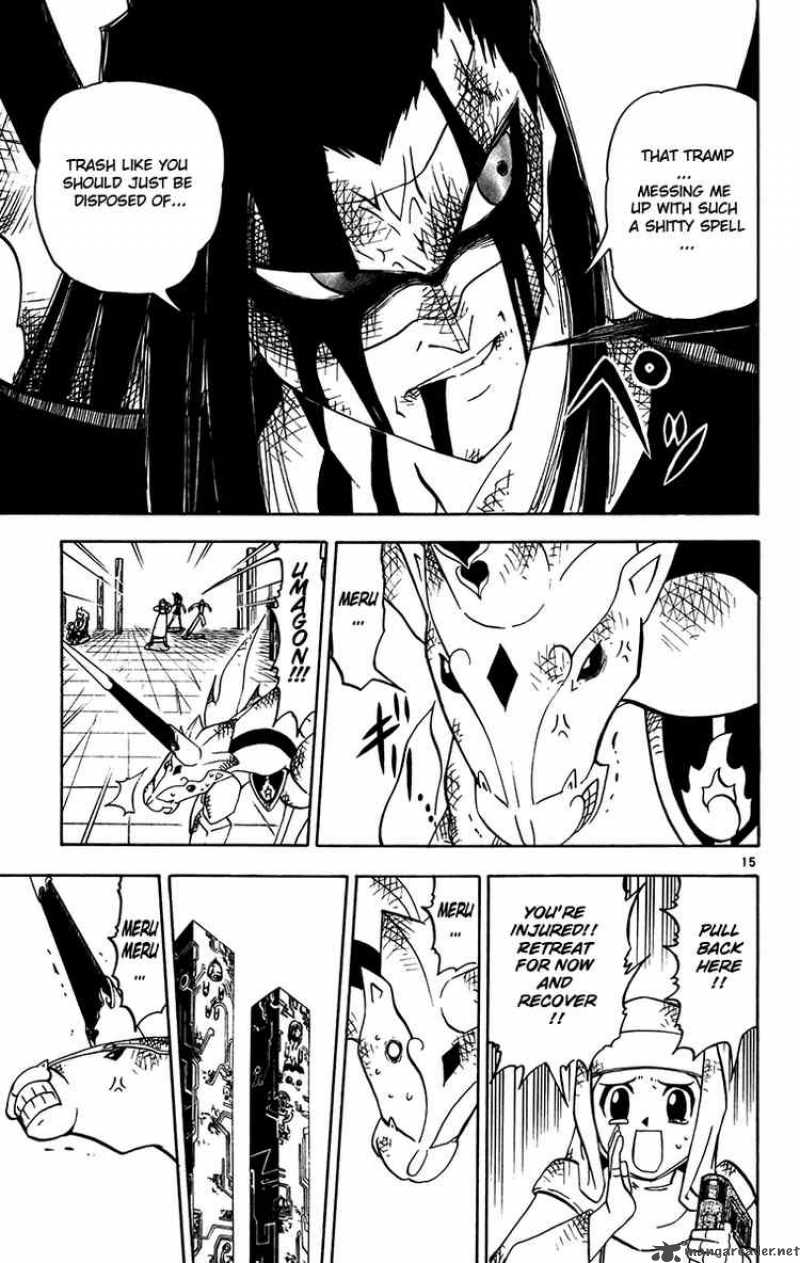 THAT TRAMP
...
MESSING ME
UP WITH SUCH
A SHITTY SPELL
...
TRASH LIKE YOU
SHOULD JUST BE
DISPOSED OF...
MERU
...
UMAGON!!!
15
PULL
BACK
HERE
!!
YOU'RE
INJURED!!
RETREAT
FOR NOW
AND
RECOVER
!!
MERU
...
MERU
MERU
...
mangareader.net